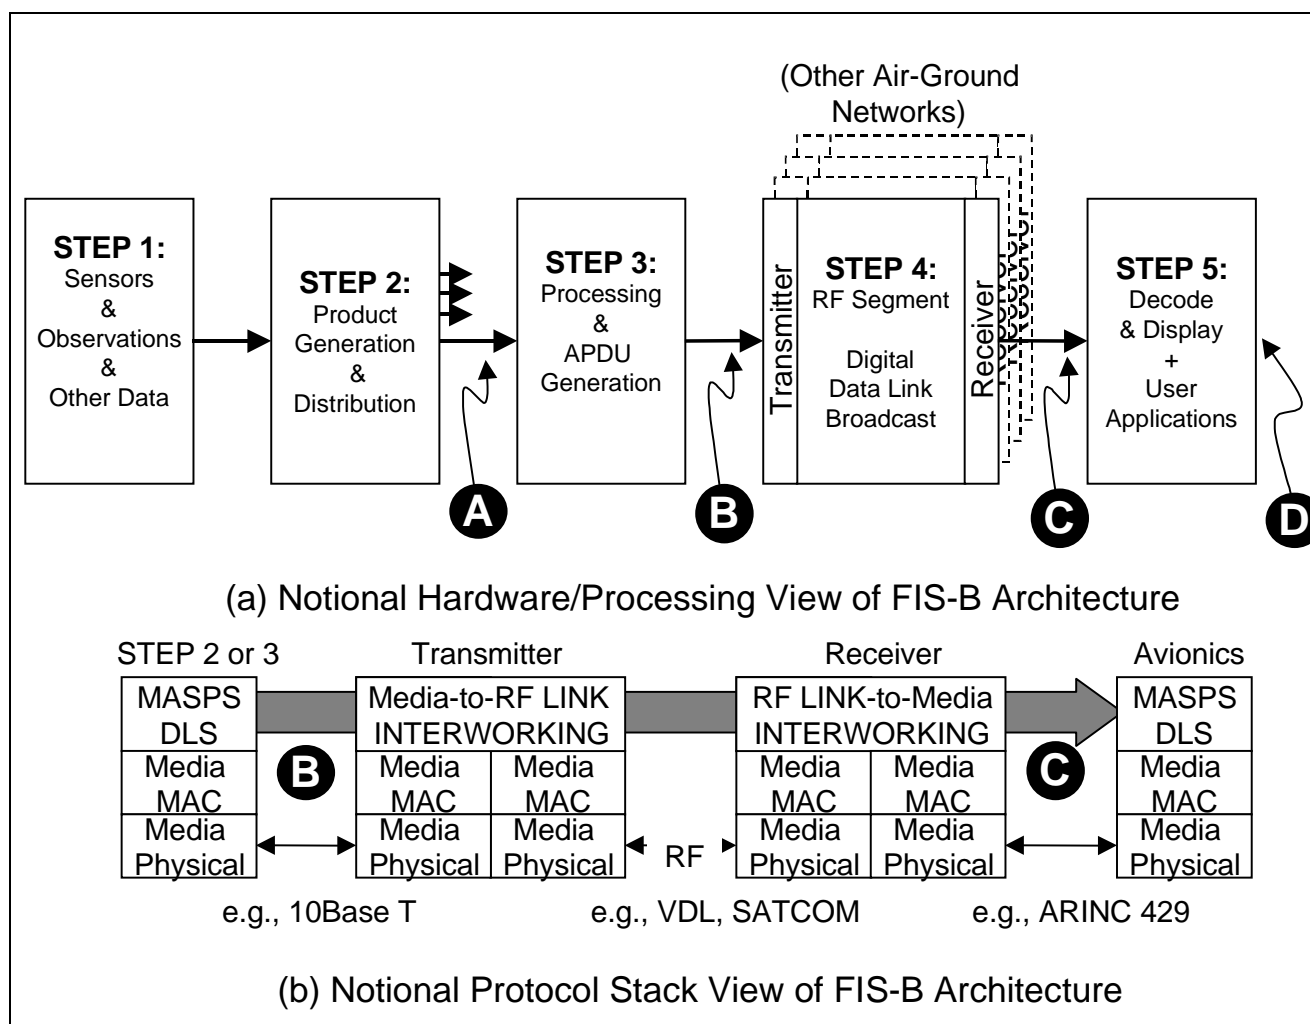 (Other Air-Ground
Networks)
STEP 1:
Sensors
&
Observations
&
Other Data
STEP 2:
Product
Generation
&
Distribution
STEP 3:
Processing
&
APDU
Generation
Transmitter
STEP 4:
RF Segment
Digital
Data Link
Broadcast
Receiver
STEP 5:
Decode
& Display
+
User
Applications
A
B
C
D
(a) Notional Hardware/Processing View of FIS-B Architecture
STEP 2 or 3
Transmitter
Receiver
Avionics
MASPS
DLS
Media-to-RF LINK
INTERWORKING
RF LINK-to-Media
INTERWORKING
MASPS
DLS
B
C
Media
MAC
Media
MAC
Media
MAC
Media
MAC
Media
MAC
Media
MAC
Media
Physical
Media
Physical
Media
Physical
RF
Media
Physical
Media
Physical
Media
Physical
e.g., 10Base T
e.g., VDL, SATCOM
e.g., ARINC 429
(b) Notional Protocol Stack View of FIS-B Architecture